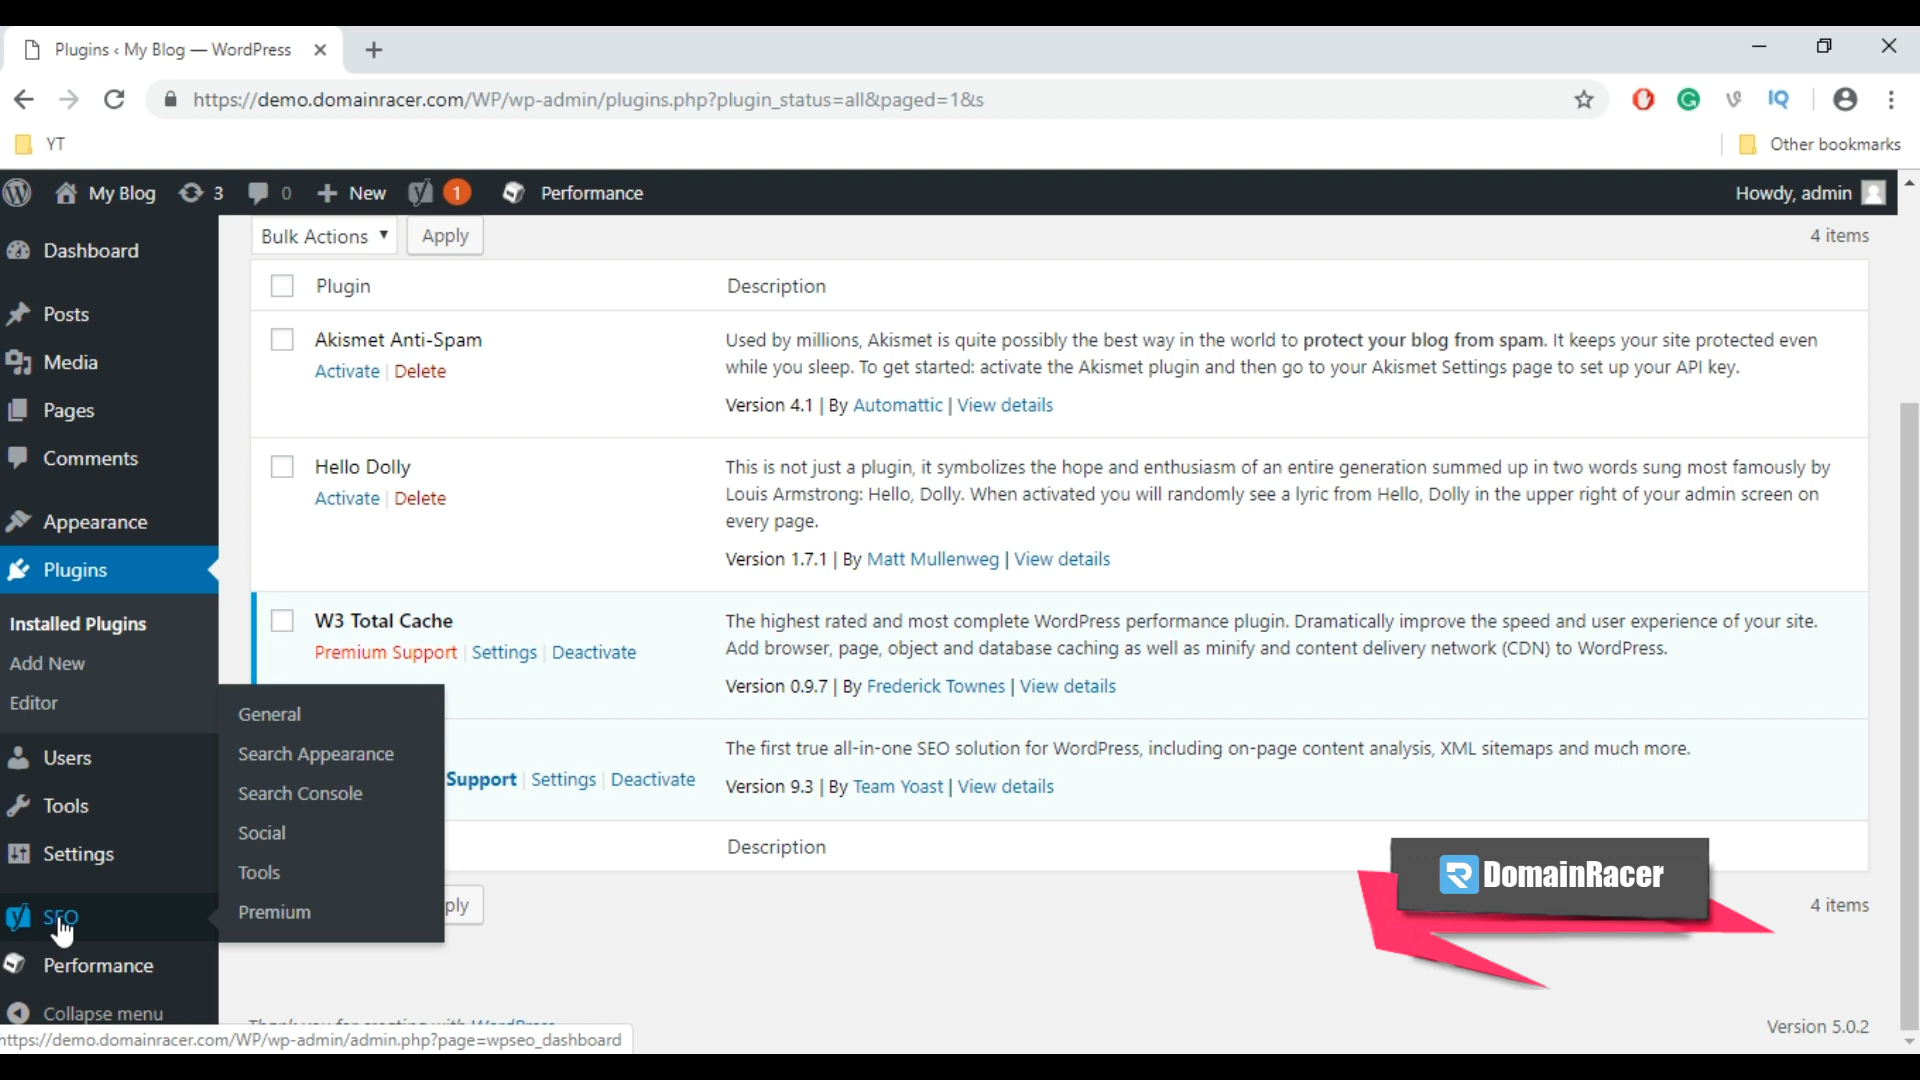 Plugins ‹ My Blog — WordPress
https://demo.domainracer.com/WP/wp-admin/plugins.php?plugin_status=all&paged=1&s
IQ
YT
Other bookmarks
My Blog
3
0
New
1
Performance
Howdy, admin
Dashboard
Posts
Media
Pages
Comments
Appearance
Plugins
Installed Plugins
Add New
Editor
Users
Tools
Settings
SEO
Performance
Collapse menu
General
Search Appearance
Search Console
Social
Tools
Premium
Bulk Actions
Apply
4 items
Plugin
Description
Akismet Anti-Spam
Activate | Delete
Used by millions, Akismet is quite possibly the best way in the world to protect your blog from spam. It keeps your site protected even
while you sleep. To get started: activate the Akismet plugin and then go to your Akismet Settings page to set up your API key.
Version 4.1 | By Automattic | View details
Hello Dolly
Activate | Delete
This is not just a plugin, it symbolizes the hope and enthusiasm of an entire generation summed up in two words sung most famously by
Louis Armstrong: Hello, Dolly. When activated you will randomly see a lyric from Hello, Dolly in the upper right of your admin screen on
every page.
Version 1.7.1 | By Matt Mullenweg | View details
W3 Total Cache
Premium Support | Settings | Deactivate
The highest rated and most complete WordPress performance plugin. Dramatically improve the speed and user experience of your site.
Add browser, page, object and database caching as well as minify and content delivery network (CDN) to WordPress.
Version 0.9.7 | By Frederick Townes | View details
Support | Settings | Deactivate
The first true all-in-one SEO solution for WordPress, including on-page content analysis, XML sitemaps and much more.
Version 9.3 | By Team Yoast | View details
Description
ply
4 items
DomainRacer
Version 5.0.2
ttps://demo.domainracer.com/WP/wp-admin/admin.php?page=wpseo_dashboard